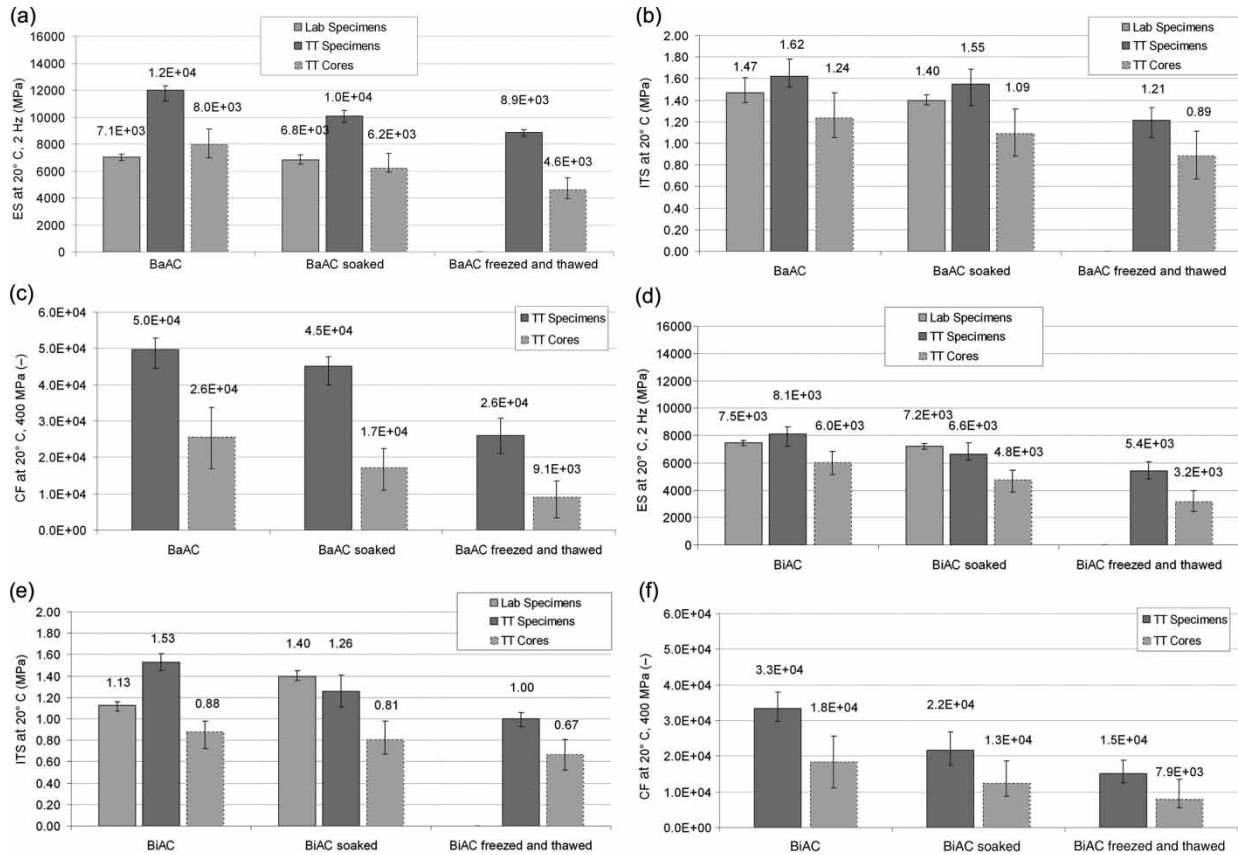 (a)
Lab Specimens
TT Specimens
TT Cores
ES at 20° C, 2 Hz (MPa)
16000
14000
12000
10000
8000
6000
4000
2000
0
7.1E+03
1.2E+04
8.0E+03
6.8E+03
1.0E+04
6.2E+03
8.9E+03
4.6E+03
BaAC
BaAC soaked
BaAC freezed and thawed
(b)
Lab Specimens
TT Specimens
TT Cores
ITS at 20° C (MPa)
2.00
1.80
1.60
1.40
1.20
1.00
0.80
0.60
0.40
0.20
0.00
1.47
1.62
1.24
1.40
1.55
1.09
1.21
0.89
BaAC
BaAC soaked
BaAC freezed and thawed
(c)
TT Specimens
TT Cores
CF at 20° C, 400 MPa (–)
6.0E+04
5.0E+04
4.0E+04
3.0E+04
2.0E+04
1.0E+04
0.0E+00
5.0E+04
2.6E+04
4.5E+04
1.7E+04
2.6E+04
9.1E+03
BaAC
BaAC soaked
BaAC freezed and thawed
(d)
Lab Specimens
TT Specimens
TT Cores
ES at 20° C, 2 Hz (MPa)
16000
14000
12000
10000
8000
6000
4000
2000
0
7.5E+03
8.1E+03
6.0E+03
7.2E+03
6.6E+03
4.8E+03
5.4E+03
3.2E+03
BiAC
BiAC soaked
BiAC freezed and thawed
(e)
Lab Specimens
TT Specimens
TT Cores
ITS at 20° C (MPa)
2.00
1.80
1.60
1.40
1.20
1.00
0.80
0.60
0.40
0.20
0.00
1.13
1.53
0.88
1.40
1.26
0.81
1.00
0.67
BiAC
BiAC soaked
BiAC freezed and thawed
(f)
TT Specimens
TT Cores
CF at 20° C, 400 MPa (–)
6.0E+04
5.0E+04
4.0E+04
3.0E+04
2.0E+04
1.0E+04
0.0E+00
3.3E+04
1.8E+04
2.2E+04
1.3E+04
1.5E+04
7.9E+03
BiAC
BiAC soaked
BiAC freezed and thawed